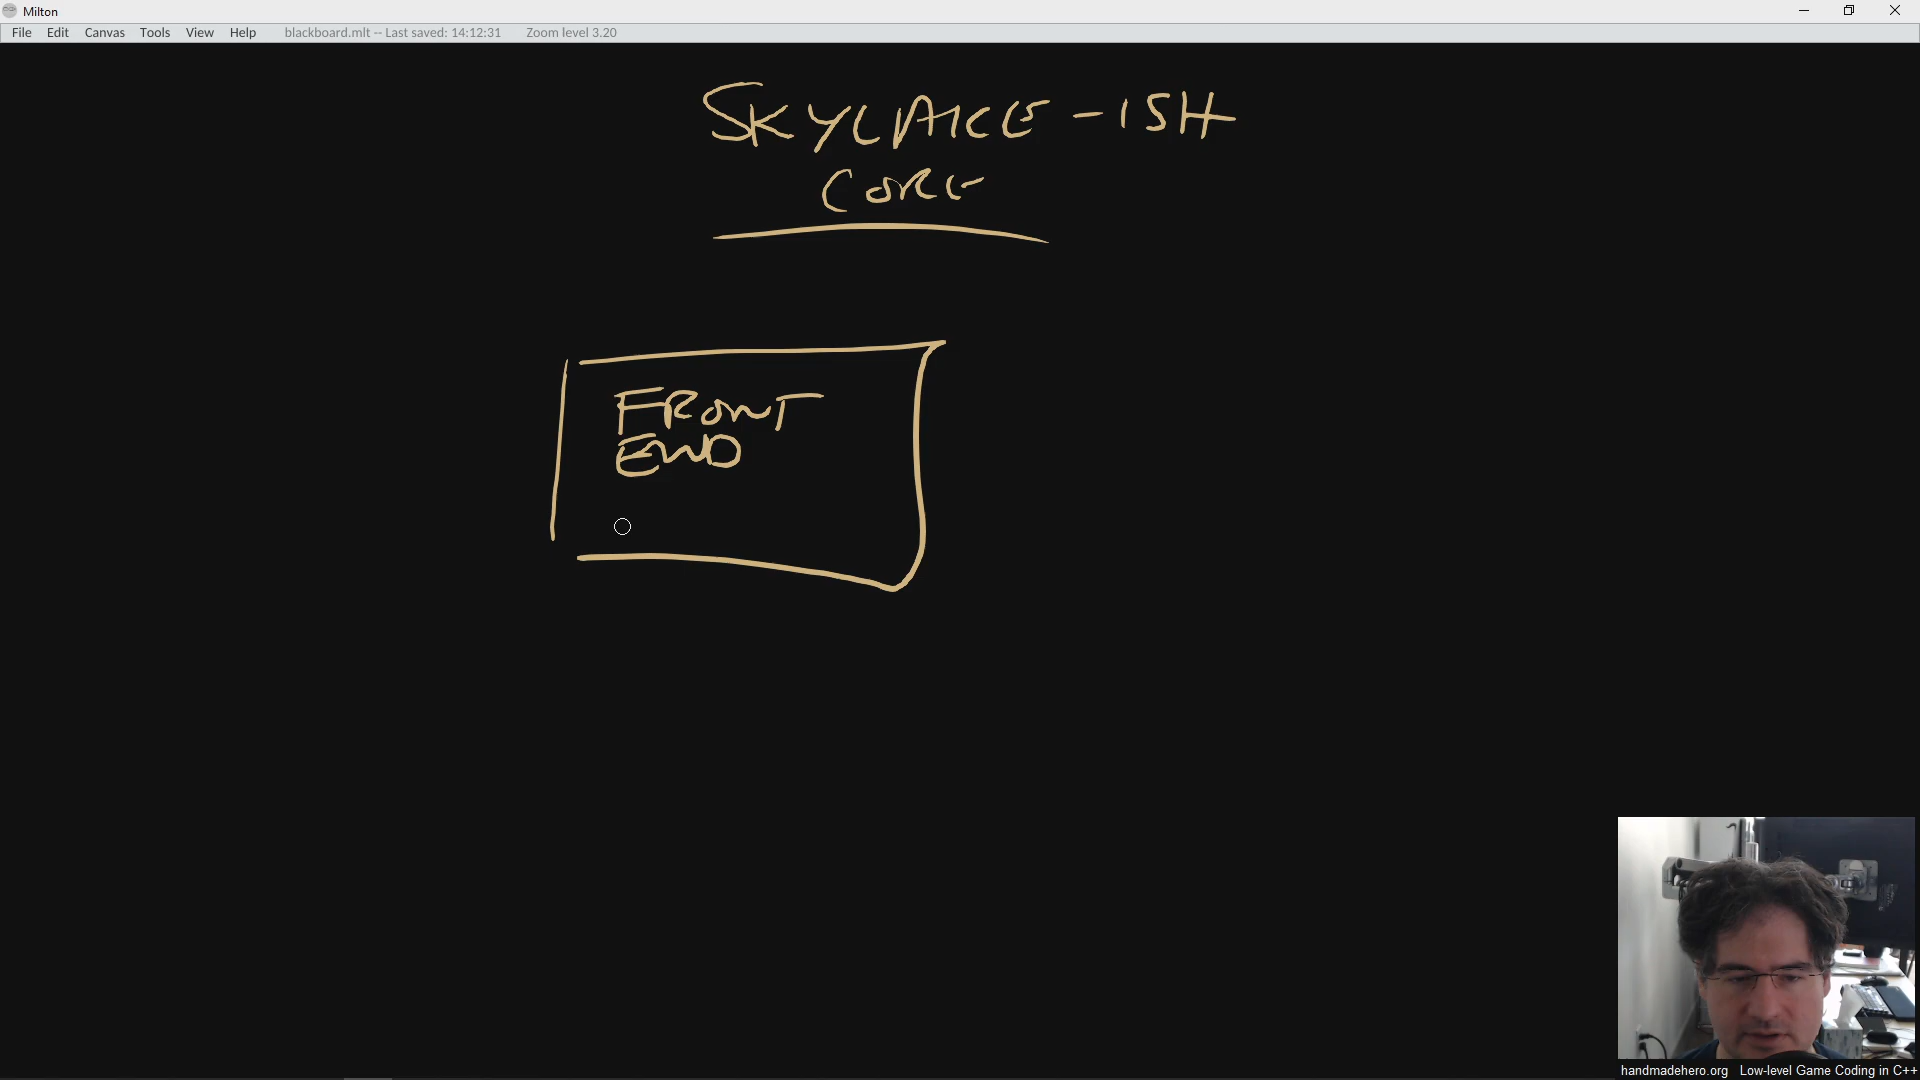 Milton
File Edit Canvas Tools View Help blackboard.mlt -- Last saved: 14:12:31 Zoom level 3.20
SKYLAKE-ISH
CORE
FRONT
END
handmadehero.org Low-level Game Coding in C++